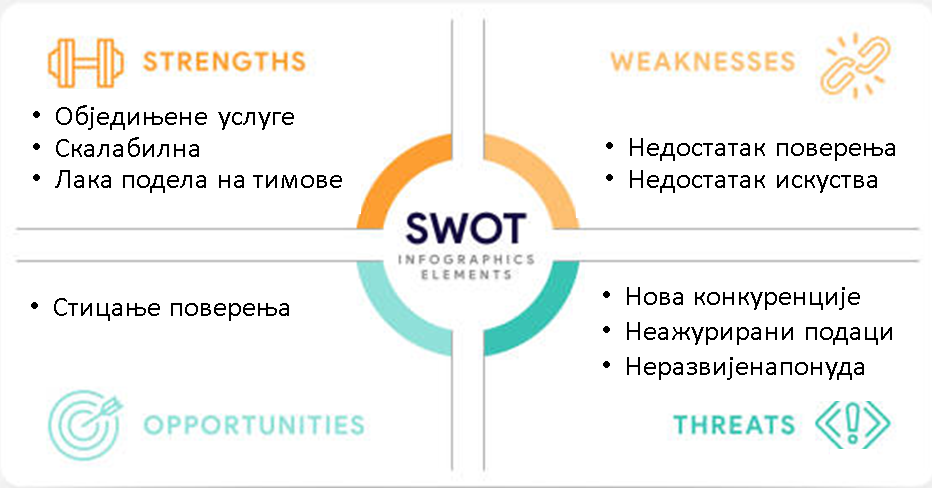 STRENGTHS
• Обједињене услуге
• Скалабилна
• Лака подела на тимове
WEAKNESSES
• Недостатак поверења
• Недостатак искуства
SWOT
INFOGRAPHICS
ELEMENTS
• Стицање поверења
OPPORTUNITIES
• Нова конкуренције
• Неажурирани подаци
• Неразвијенапонуда
THREATS